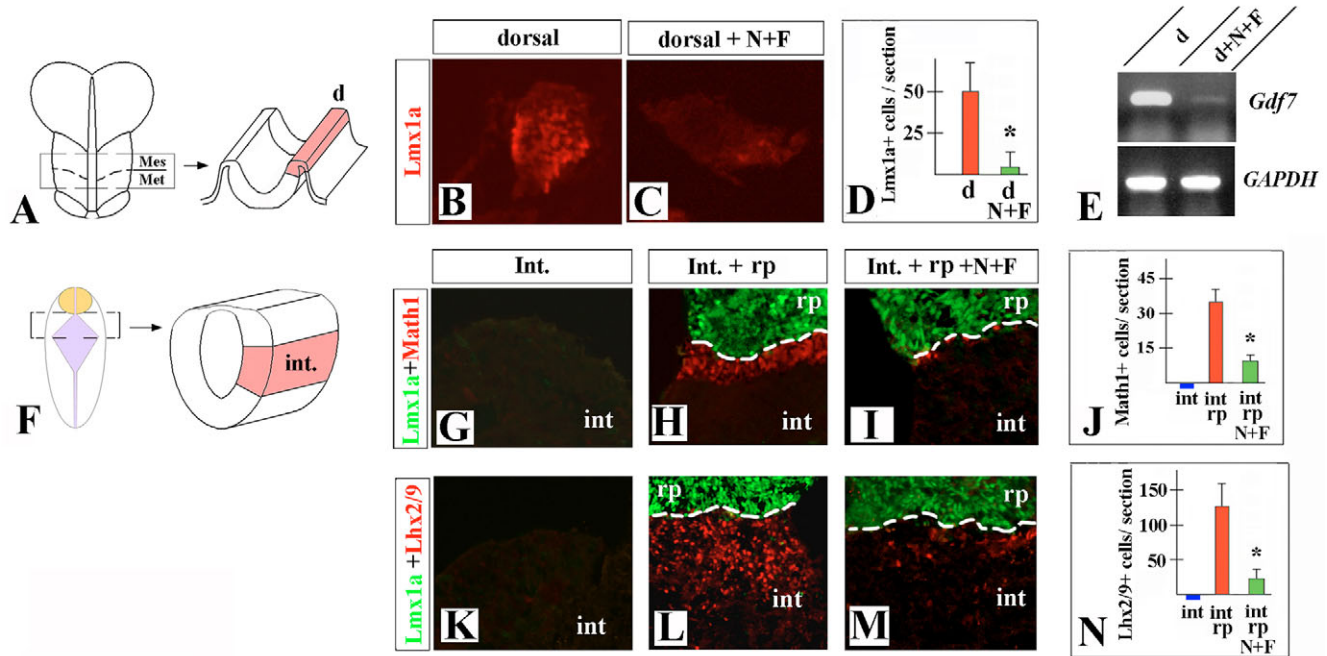 A
d
Mes
Met
Lmx1a
dorsal
dorsal + N+F
B
C
D
Lmx1a+ cells / section
50
25
*
d
d
N+F
E
d
d+N+F
Gdf7
GAPDH
F
int.
Lmx1a+Math1
Int.
Int. + rp
Int. + rp +N+F
G
int
H
rp
int
I
rp
int
J
Math1+ cells/ section
45
30
15
*
int
int
rp
int
rp
N+F
Lmx1a +Lhx2/9
K
int
L
rp
int
M
rp
int
N
Lhx2/9+ cells/ section
150
100
50
*
int
int
rp
int
rp
N+F